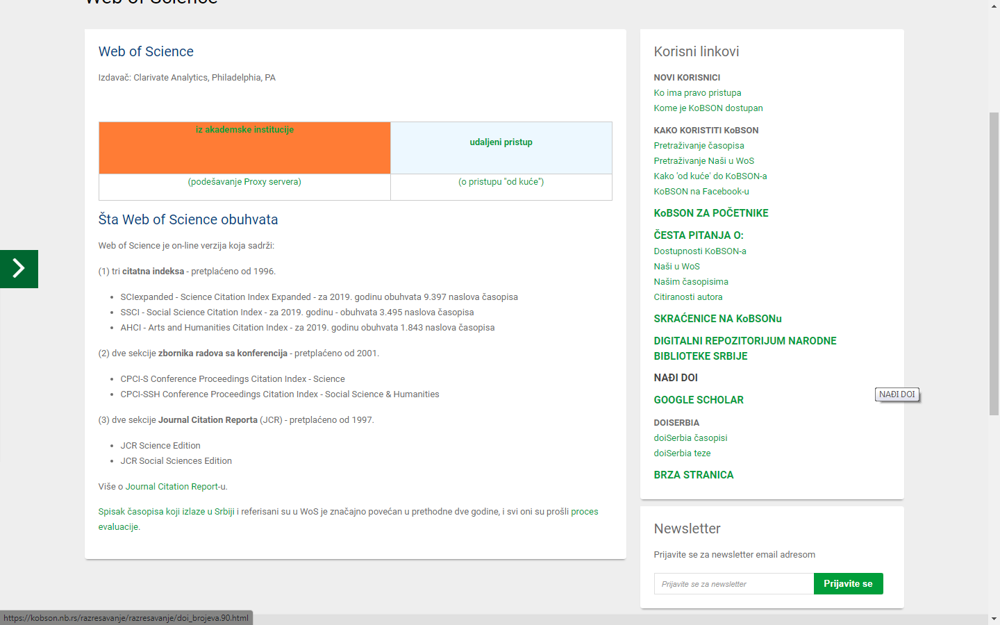 Web of Science
Web of Science
Izdavač: Clarivate Analytics, Philadelphia, PA
iz akademske institucije
udaljeni pristup
(podešavanje Proxy servera)
(o pristupu "od kuće")
Šta Web of Science obuhvata
Web of Science je on-line verzija koja sadrži:
(1) tri citatna indeksa - pretplaćeno od 1996.
• SCIexpanded - Science Citation Index Expanded - za 2019. godinu obuhvata 9.397 naslova časopisa
• SSCI - Social Science Citation Index - za 2019. godinu - obuhvata 3.495 naslova časopisa
• AHCI - Arts and Humanities Citation Index - za 2019. godinu obuhvata 1.843 naslova časopisa
(2) dve sekcije zbornika radova sa konferencija - pretplaćeno od 2001.
• CPCI-S Conference Proceedings Citation Index - Science
• CPCI-SSH Conference Proceedings Citation Index - Social Science & Humanities
(3) dve sekcije Journal Citation Reporta (JCR) - pretplaćeno od 1997.
• JCR Science Edition
• JCR Social Sciences Edition
Više o Journal Citation Report-u.
Spisak časopisa koji izlaze u Srbiji i referisani su u WoS je značajno povećan u prethodne dve godine, i svi oni su prošli proces
evaluacije.
Korisni linkovi
NOVI KORISNICI
Ko ima pravo pristupa
Kome je KoBSON dostupan
KAKO KORISTITI KoBSON
Pretraživanje časopisa
Pretraživanje Naši u WoS
Kako 'od kuće' do KoBSON-a
KoBSON na Facebook-u
KoBSON ZA POČETNIKE
ČESTA PITANJA O:
Dostupnosti KoBSON-a
Naši u WoS
Našim časopisima
Citiranosti autora
SKRAĆENICE NA KoBSONu
DIGITALNI REPOZITORIJUM NARODNE
BIBLIOTEKE SRBIJE
NAĐI DOI
NAĐI DOI
GOOGLE SCHOLAR
DOISERBIA
doiSerbia časopisi
doiSerbia teze
BRZA STRANICA
Newsletter
Prijavite se za newsletter email adresom
Prijavite se za newsletter
Prijavite se
https://kobson.nb.rs/razresavanje/razresavanje/doi_brojeva.90.html